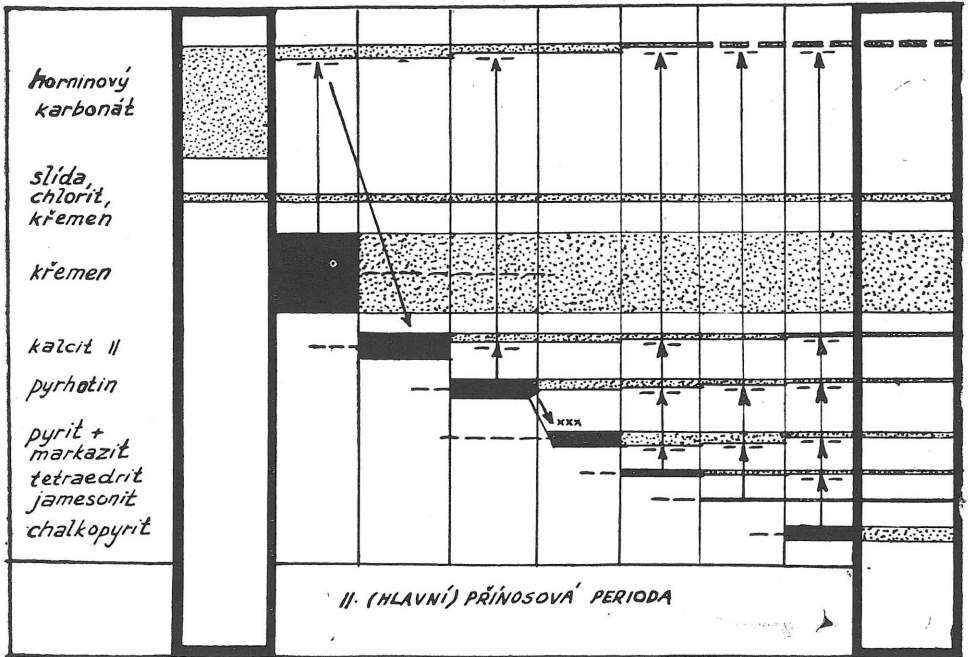 horninový
karbonát
slída,
chlorit,
křemen
křemen
kalcit II
pyrhotin
xxx
pyrit +
markazit
tetraedrit
jamesonit
chalkopyrit
II. (HLAVNÍ) PŘÍNOSOVÁ PERIODA